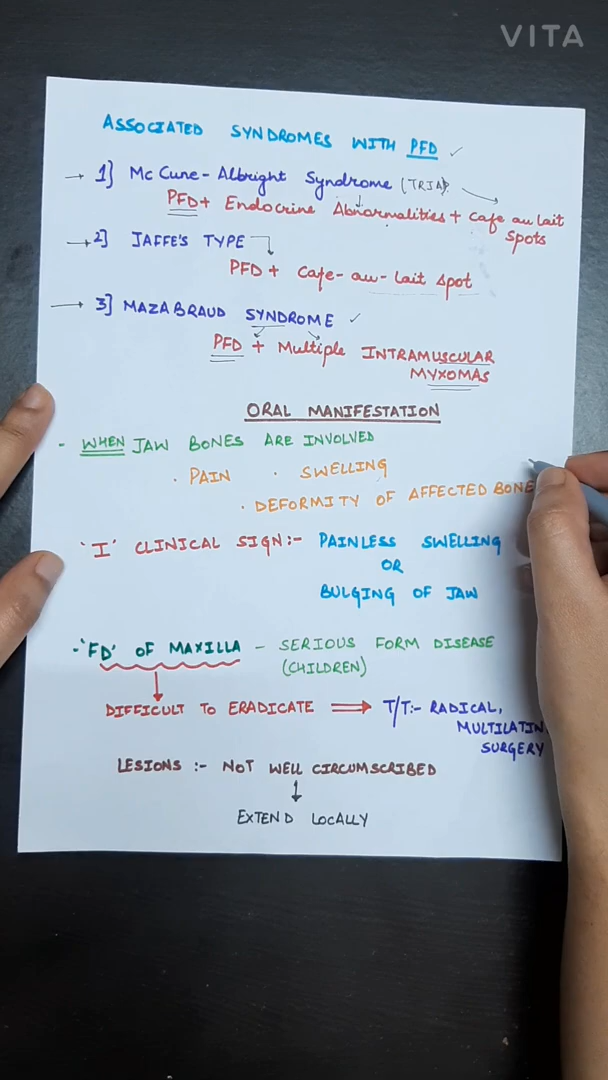 VITA
ASSOCIATED SYNDROMES WITH PFD ✓
→ 1] Mc Cune-Albright Syndrome (TRIAD)
PFD + Endocrine Abnormalities + Cafe au lait
Spots
→ 2] JAFFE'S TYPE
PFD + Cafe-au-lait spot
→ 3] MAZABRAUD SYNDROME ✓
PFD + Multiple INTRAMUSCULAR
MYXOMAS
ORAL MANIFESTATION
- WHEN JAW BONES ARE INVOLVED
· PAIN · SWELLING
· DEFORMITY OF AFFECTED BONE
'I' CLINICAL SIGN:- PAINLESS SWELLING
OR
BULGING OF JAW
-'FD' OF MAXILLA - SERIOUS FORM DISEASE
(CHILDREN)
DIFFICULT TO ERADICATE ⇒ T/T:- RADICAL,
MULTILATIN
SURGERY
LESIONS :- NOT WELL CIRCUMSCRIBED
↓
EXTEND LOCALLY